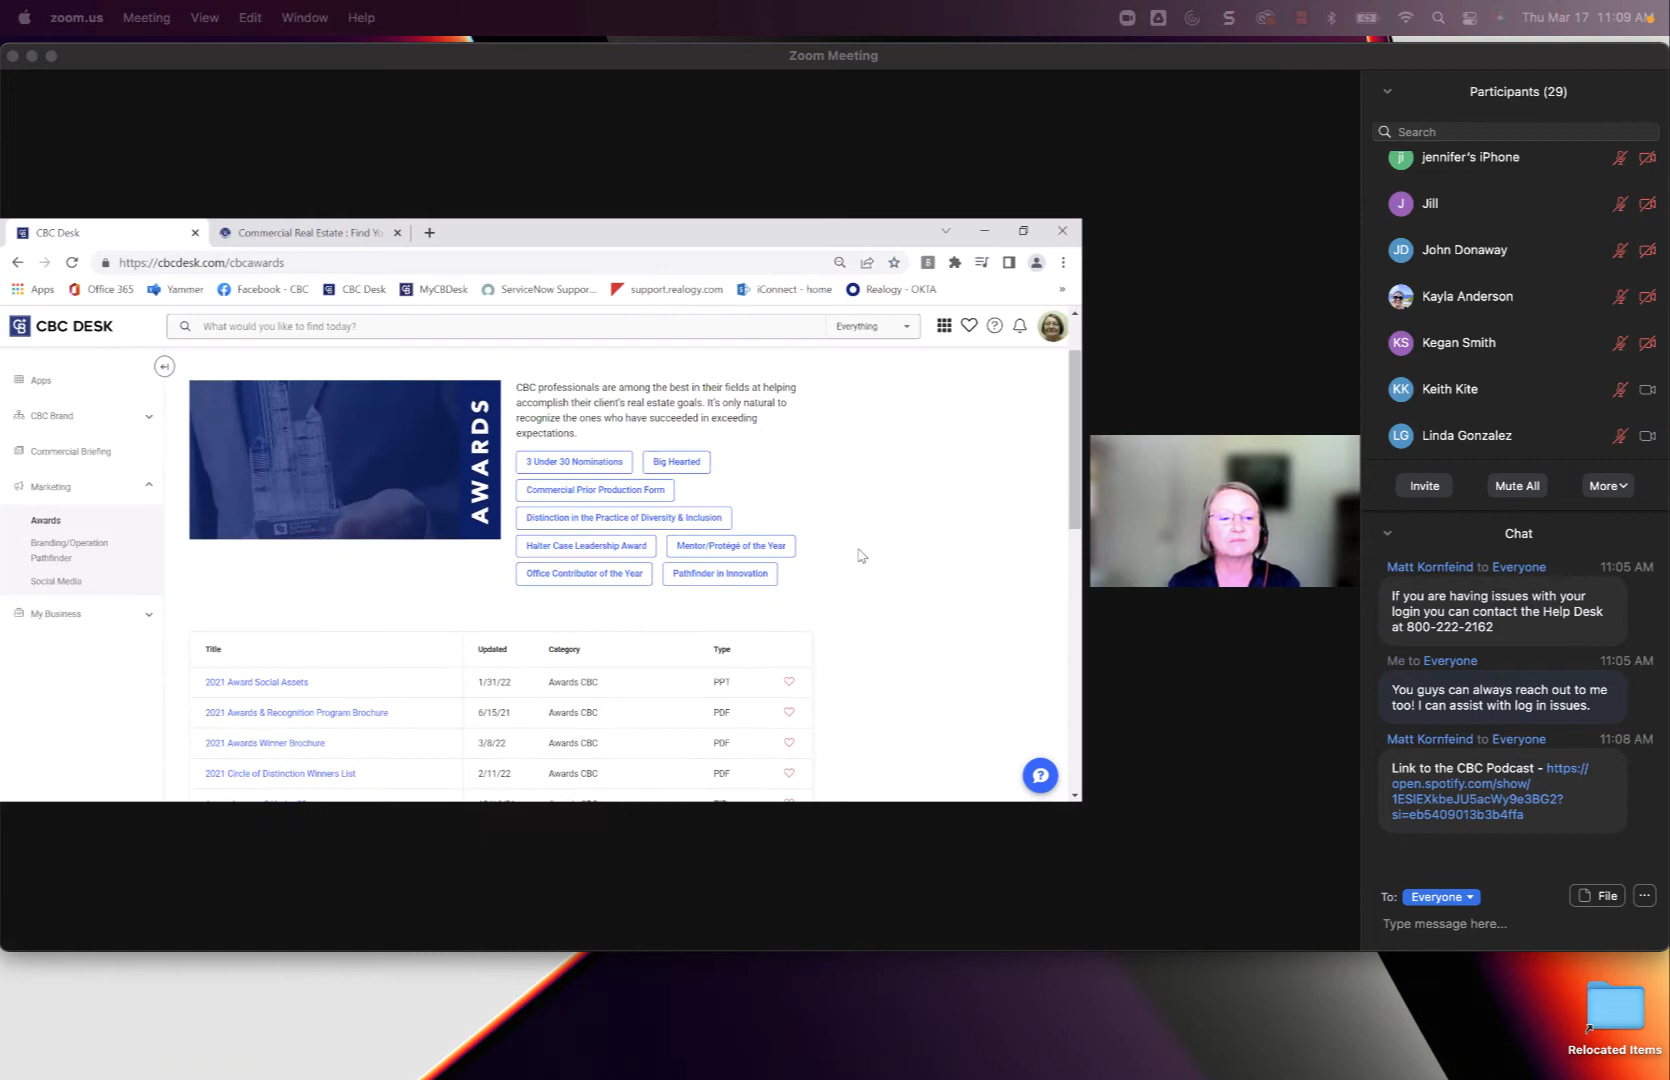 zoom.us Meeting View Edit Window Help
Thu Mar 17 11:09 AM
Zoom Meeting
CBC Desk
Commercial Real Estate : Find Yo
https://cbcdesk.com/cbcawards
Apps Office 365 Yammer Facebook - CBC CBC Desk MyCBDesk ServiceNow Suppor... support.realogy.com iConnect - home Realogy - OKTA »
CBC DESK
What would you like to find today?
Everything
Apps
CBC Brand
Commercial Briefing
Marketing
Awards
Branding/Operation
Pathfinder
Social Media
My Business
AWARDS
CBC professionals are among the best in their fields at helping
accomplish their client's real estate goals. It's only natural to
recognize the ones who have succeeded in exceeding
expectations.
3 Under 30 Nominations Big Hearted
Commercial Prior Production Form
Distinction in the Practice of Diversity & Inclusion
Halter Case Leadership Award Mentor/Protégé of the Year
Office Contributor of the Year Pathfinder in Innovation
Title Updated Category Type
2021 Award Social Assets 1/31/22 Awards CBC PPT
2021 Awards & Recognition Program Brochure 6/15/21 Awards CBC PDF
2021 Awards Winner Brochure 3/8/22 Awards CBC PDF
2021 Circle of Distinction Winners List 2/11/22 Awards CBC PDF
Participants (29)
Search
ji jennifer's iPhone
J Jill
JD John Donaway
Kayla Anderson
KS Kegan Smith
KK Keith Kite
LG Linda Gonzalez
Invite Mute All More
Chat
Matt Kornfeind to Everyone 11:05 AM
If you are having issues with your
login you can contact the Help Desk
at 800-222-2162
Me to Everyone 11:05 AM
You guys can always reach out to me
too! I can assist with log in issues.
Matt Kornfeind to Everyone 11:08 AM
Link to the CBC Podcast - https://
open.spotify.com/show/
1ESIEXkbeJU5acWy9e3BG2?
si=eb5409013b3b4ffa
To: Everyone File ...
Type message here...
Relocated Items